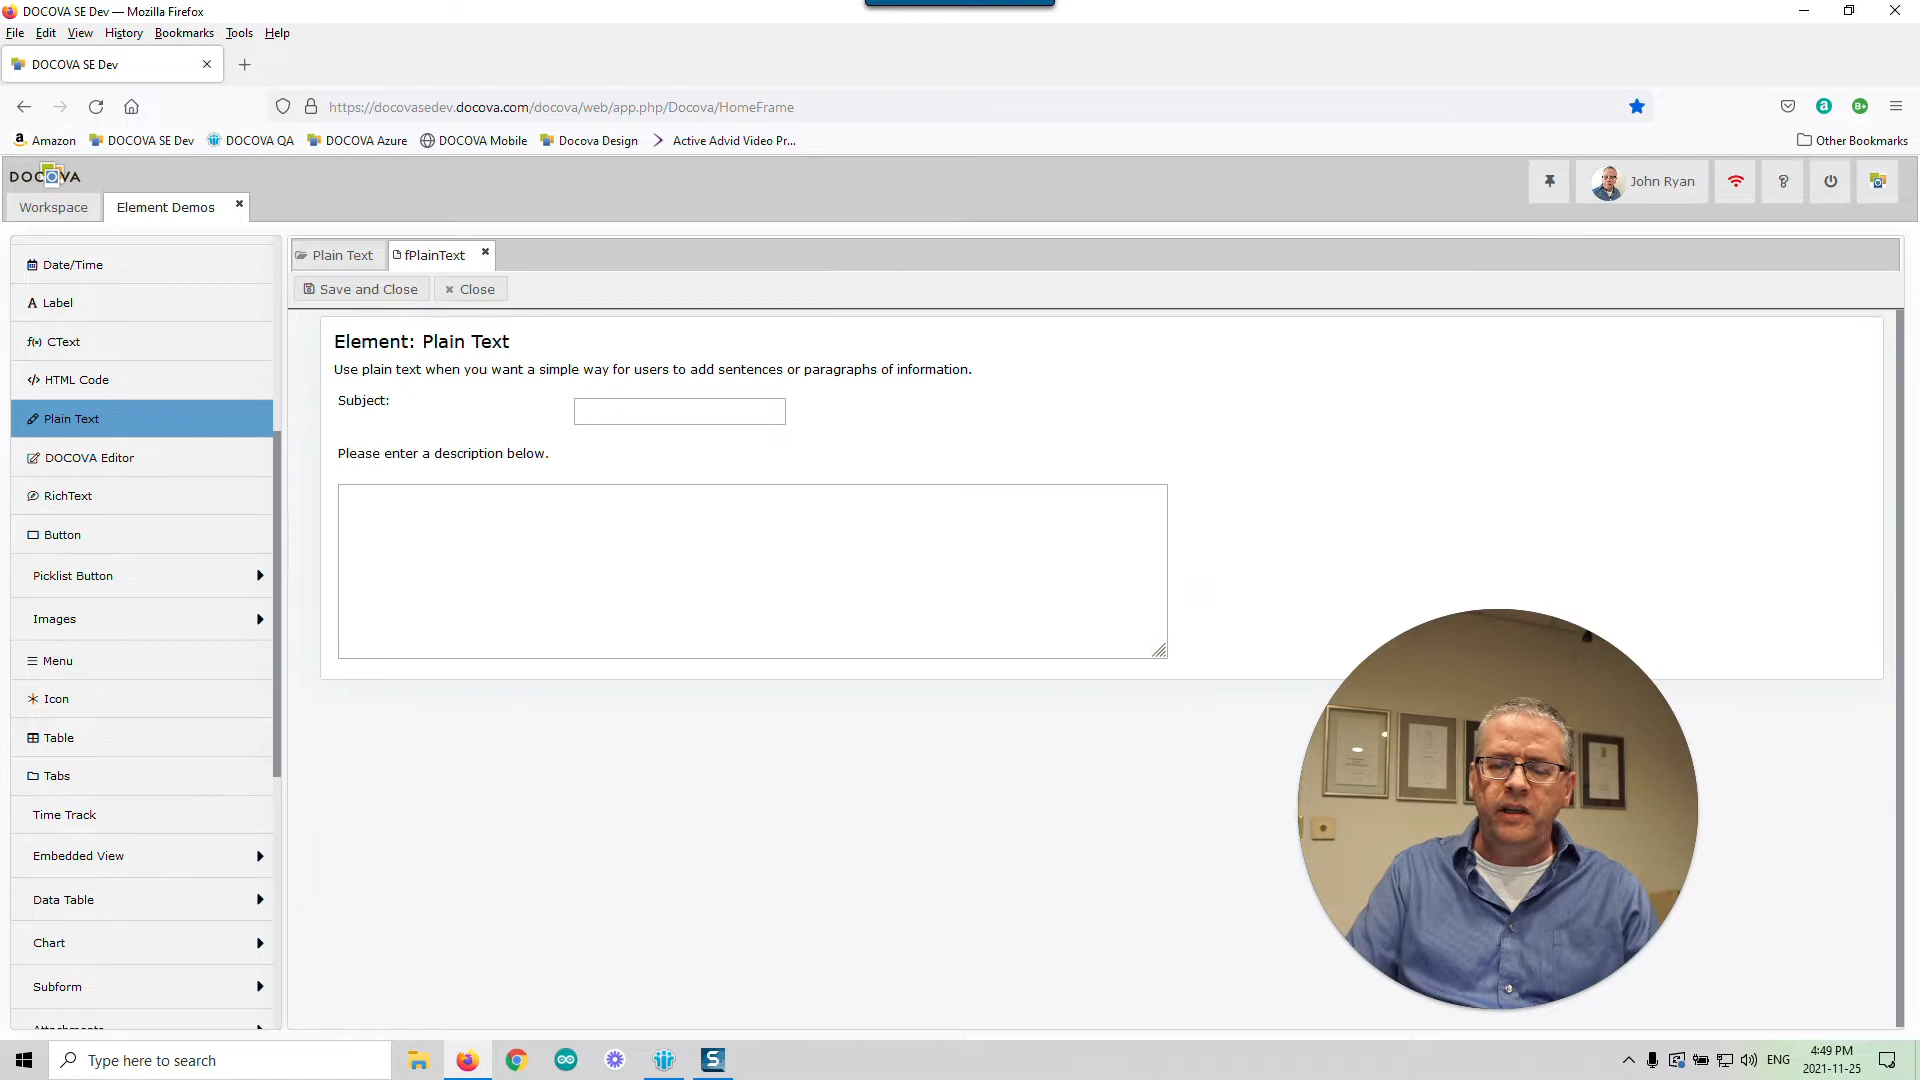 DOCOVA SE Dev — Mozilla Firefox
File Edit View History Bookmarks Tools Help
DOCOVA SE Dev
https://docovasedev.docova.com/docova/web/app.php/Docova/HomeFrame
Amazon DOCOVA SE Dev DOCOVA QA DOCOVA Azure DOCOVA Mobile Docova Design Active Advid Video Pr... Other Bookmarks
DOCOVA
John Ryan
Workspace Element Demos
Date/Time
Label
CText
HTML Code
Plain Text
DOCOVA Editor
RichText
Button
Picklist Button
Images
Menu
Icon
Table
Tabs
Time Track
Embedded View
Data Table
Chart
Subform
Attachments
Plain Text fPlainText
Save and Close Close
Element: Plain Text
Use plain text when you want a simple way for users to add sentences or paragraphs of information.
Subject:
Please enter a description below.
Type here to search
ENG
4:49 PM
2021-11-25